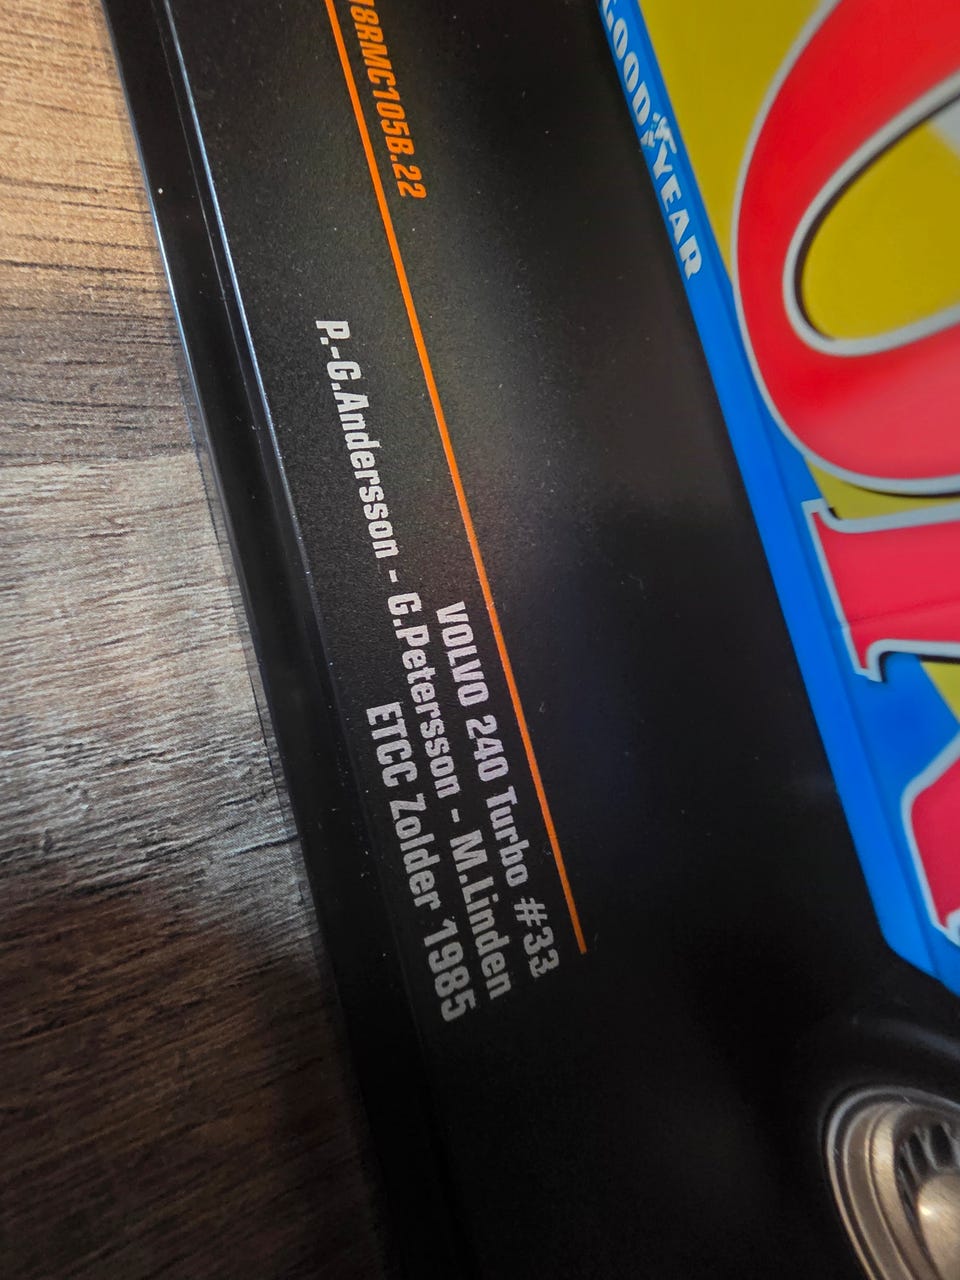 18RMC105B.22
VOLVO 240 Turbo #33
P.-G.Andersson - G.Petersson - M.Linden
ETCC Zolder 1985
GOODYEAR